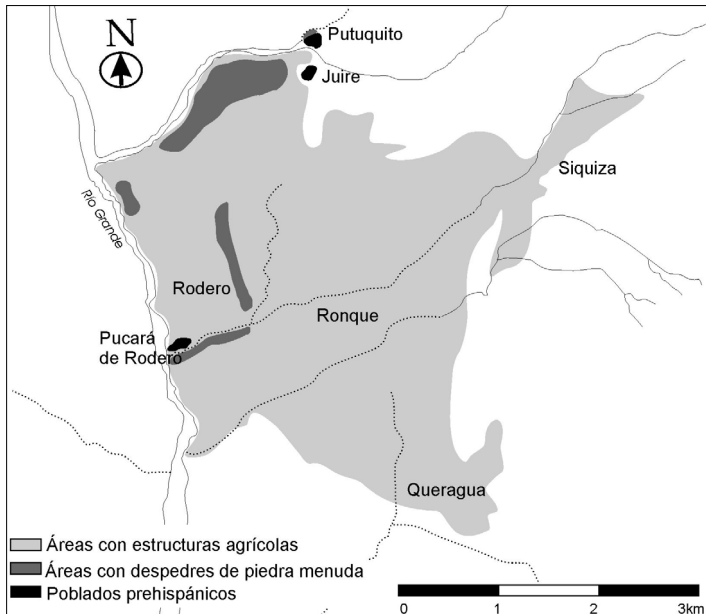 N
Putuquito
Juire
Siquiza
Río Grande
Rodero
Ronque
Pucará
de Rodero
Queragua
Áreas con estructuras agrícolas
Áreas con despedres de piedra menuda
Poblados prehispánicos
0 1 2 3km